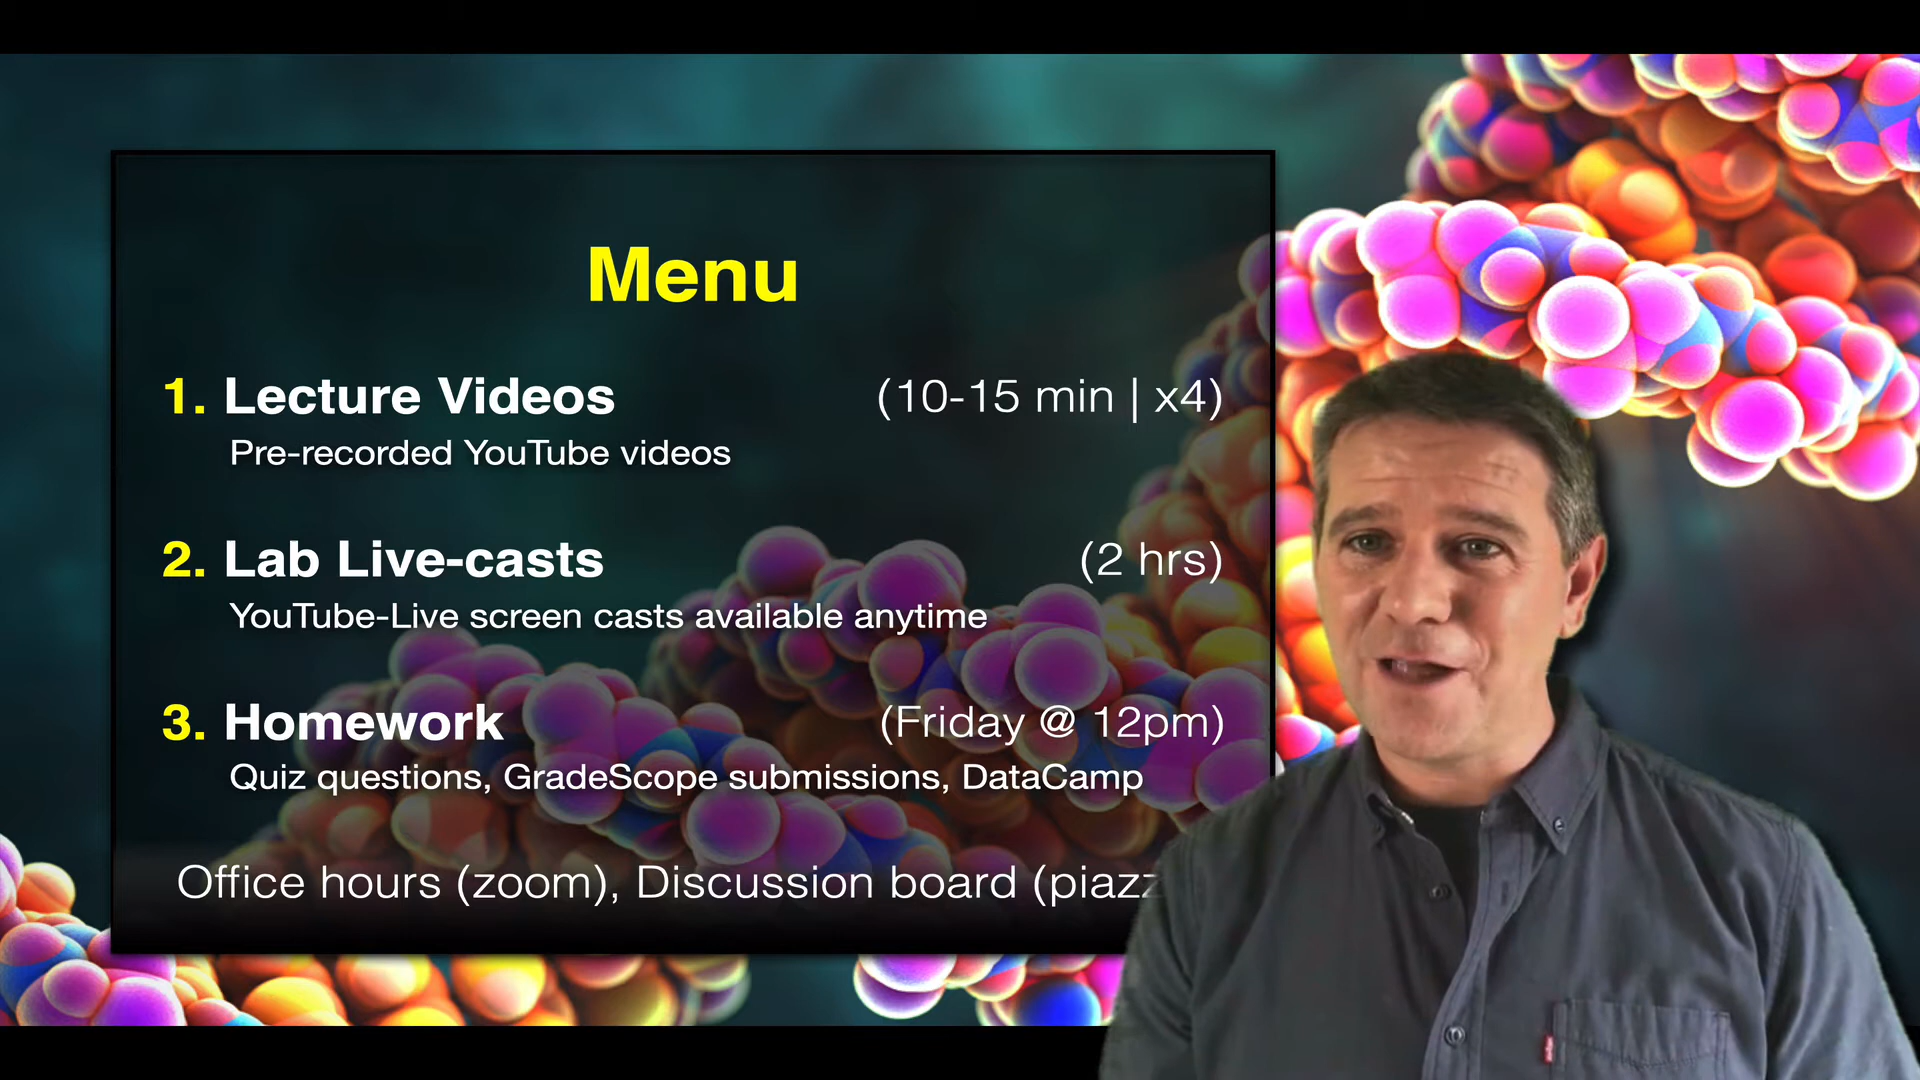 Menu
1. Lecture Videos (10-15 min | x4)
Pre-recorded YouTube videos
2. Lab Live-casts (2 hrs)
YouTube-Live screen casts available anytime
3. Homework (Friday @ 12pm)
Quiz questions, GradeScope submissions, DataCamp
Office hours (zoom), Discussion board (piazz